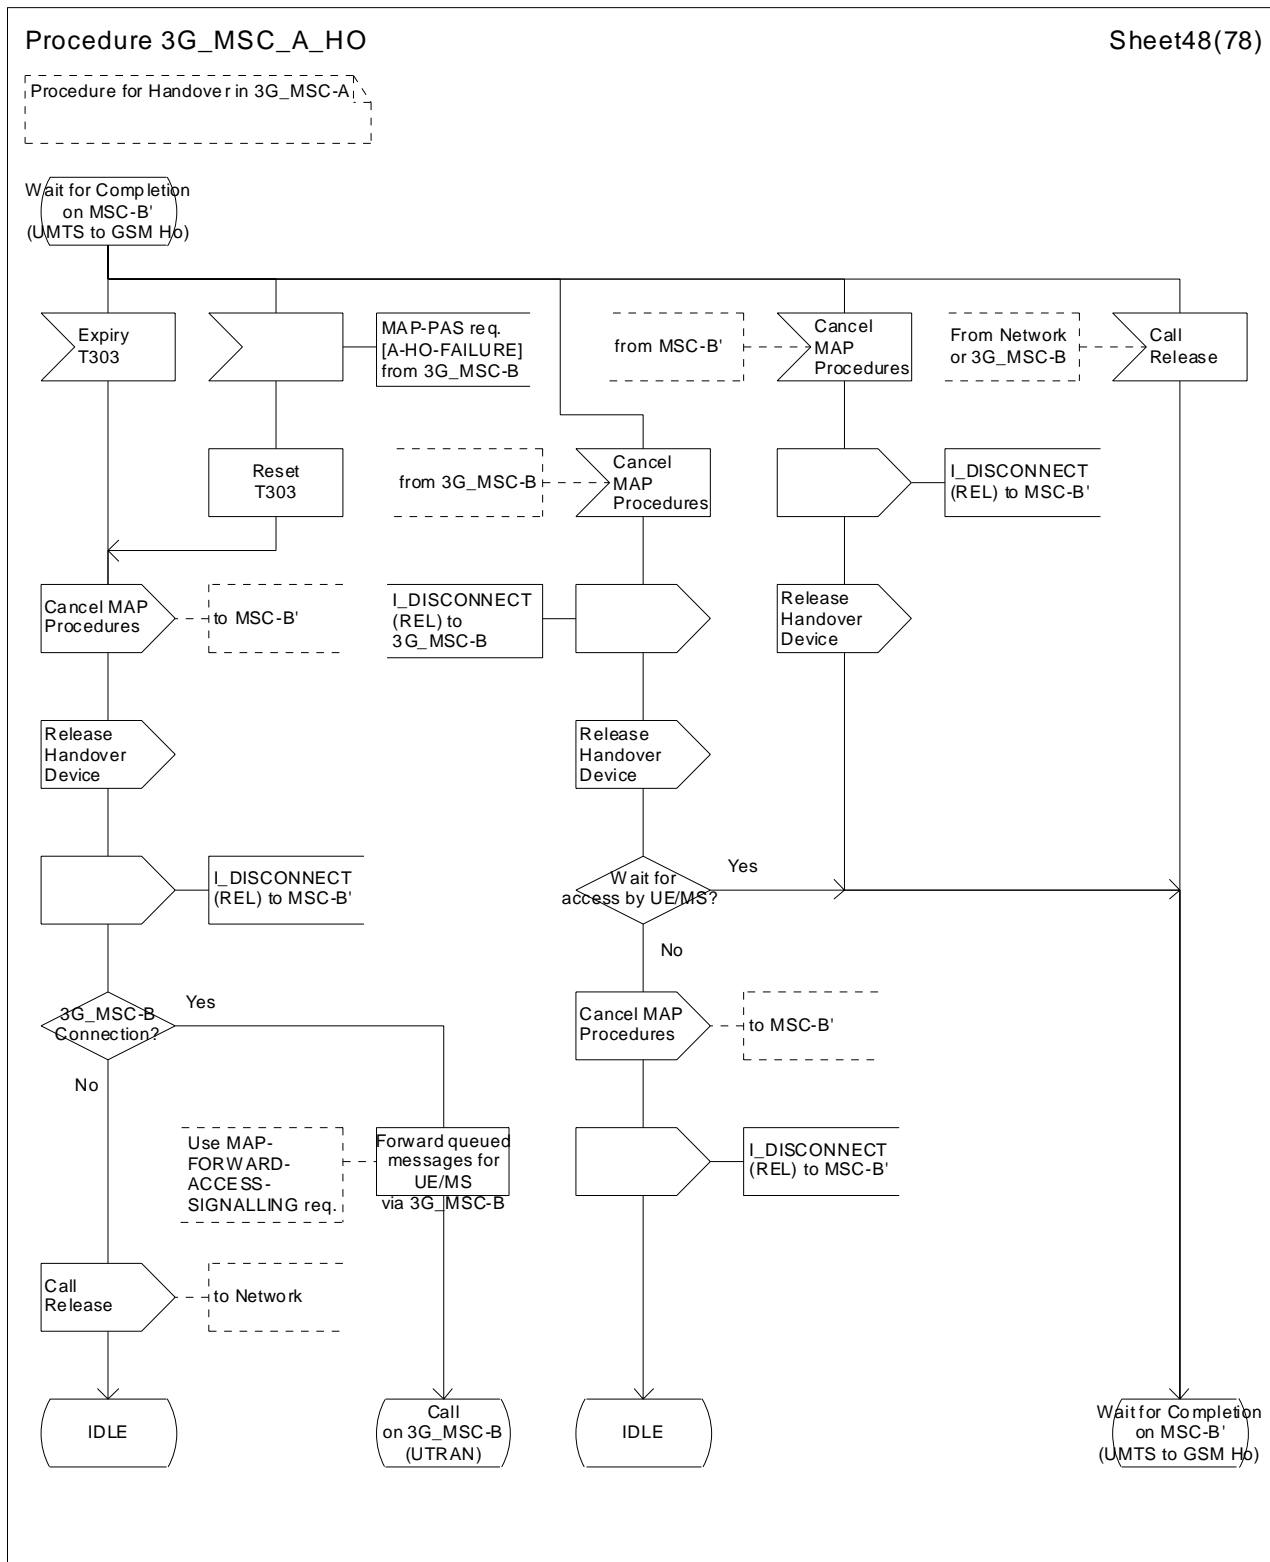 Procedure 3G_MSC_A_HO
Sheet48(78)
Procedure for Handover in 3G_MSC-A
Wait for Completion
on MSC-B'
(UMTS to GSM Ho)
Expiry
T303
MAP-PAS req.
[A-HO-FAILURE]
from 3G_MSC-B
from MSC-B'
Cancel
MAP
Procedures
From Network
or 3G_MSC-B
Call
Release
Reset
T303
from 3G_MSC-B
Cancel
MAP
Procedures
I_DISCONNECT
(REL) to MSC-B'
Cancel MAP
Procedures
to MSC-B'
I_DISCONNECT
(REL) to
3G_MSC-B
Release
Handover
Device
Release
Handover
Device
Release
Handover
Device
I_DISCONNECT
(REL) to MSC-B'
Wait for
access by UE/MS?
Yes
No
3G_MSC-B
Connection?
Yes
No
Cancel MAP
Procedures
to MSC-B'
Use MAP-
FORWARD-
ACCESS-
SIGNALLING req.
Forward queued
messages for
UE/MS
via 3G_MSC-B
I_DISCONNECT
(REL) to MSC-B'
Call
Release
to Network
IDLE
Call
on 3G_MSC-B
(UTRAN)
IDLE
Wait for Completion
on MSC-B'
(UMTS to GSM Ho)